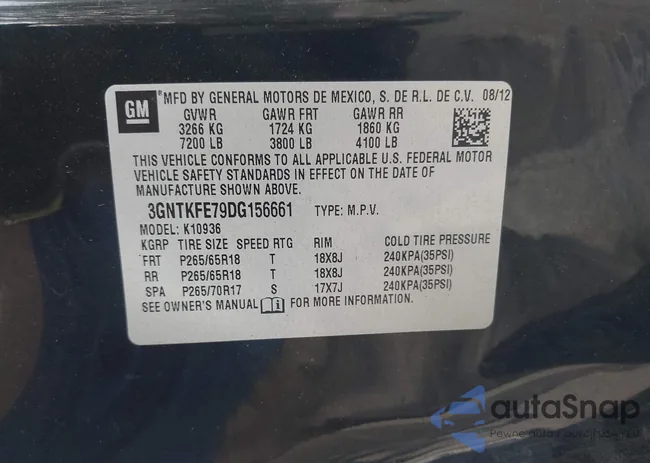 GM
MFD BY GENERAL MOTORS DE MEXICO, S. DE R.L. DE C.V. 08/12
GVWR GAWR FRT GAWR RR
3266 KG 1724 KG 1860 KG
7200 LB 3800 LB 4100 LB
THIS VEHICLE CONFORMS TO ALL APPLICABLE U.S. FEDERAL MOTOR
VEHICLE SAFETY STANDARDS IN EFFECT ON THE DATE OF
MANUFACTURE SHOWN ABOVE.
3GNTKFE79DG156661 TYPE: M.P.V.
MODEL: K10936
KGRP TIRE SIZE SPEED RTG RIM COLD TIRE PRESSURE
FRT P265/65R18 T 18X8J 240KPA(35PSI)
RR P265/65R18 T 18X8J 240KPA(35PSI)
SPA P265/70R17 S 17X7J 240KPA(35PSI)
SEE OWNER'S MANUAL FOR MORE INFORMATION.
autaSnap
Pewne auta